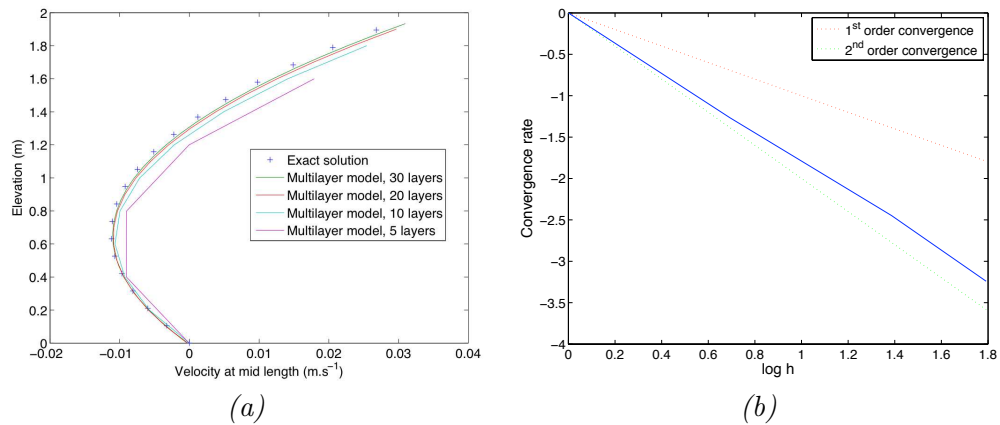 2
1.8
1.6
1.4
1.2
1
0.8
0.6
0.4
0.2
0
Elevation (m)
−0.02
−0.01
0
0.01
0.02
0.03
0.04
Velocity at mid length (m.s⁻¹)
Exact solution
Multilayer model, 30 layers
Multilayer model, 20 layers
Multilayer model, 10 layers
Multilayer model, 5 layers
(a)
0
−0.5
−1
−1.5
−2
−2.5
−3
−3.5
−4
Convergence rate
0
0.2
0.4
0.6
0.8
1
1.2
1.4
1.6
1.8
log h
1ˢᵗ order convergence
2ⁿᵈ order convergence
(b)